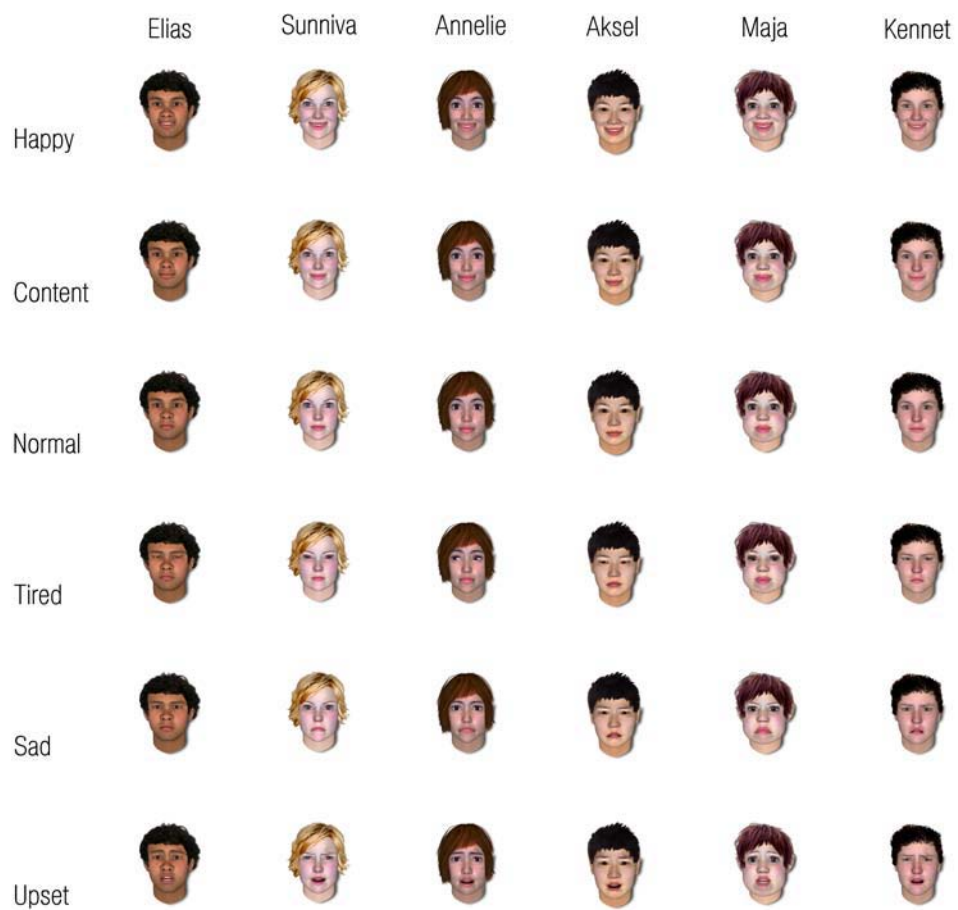 Elias Sunniva Annelie Aksel Maja Kennet
Happy
Content
Normal
Tired
Sad
Upset